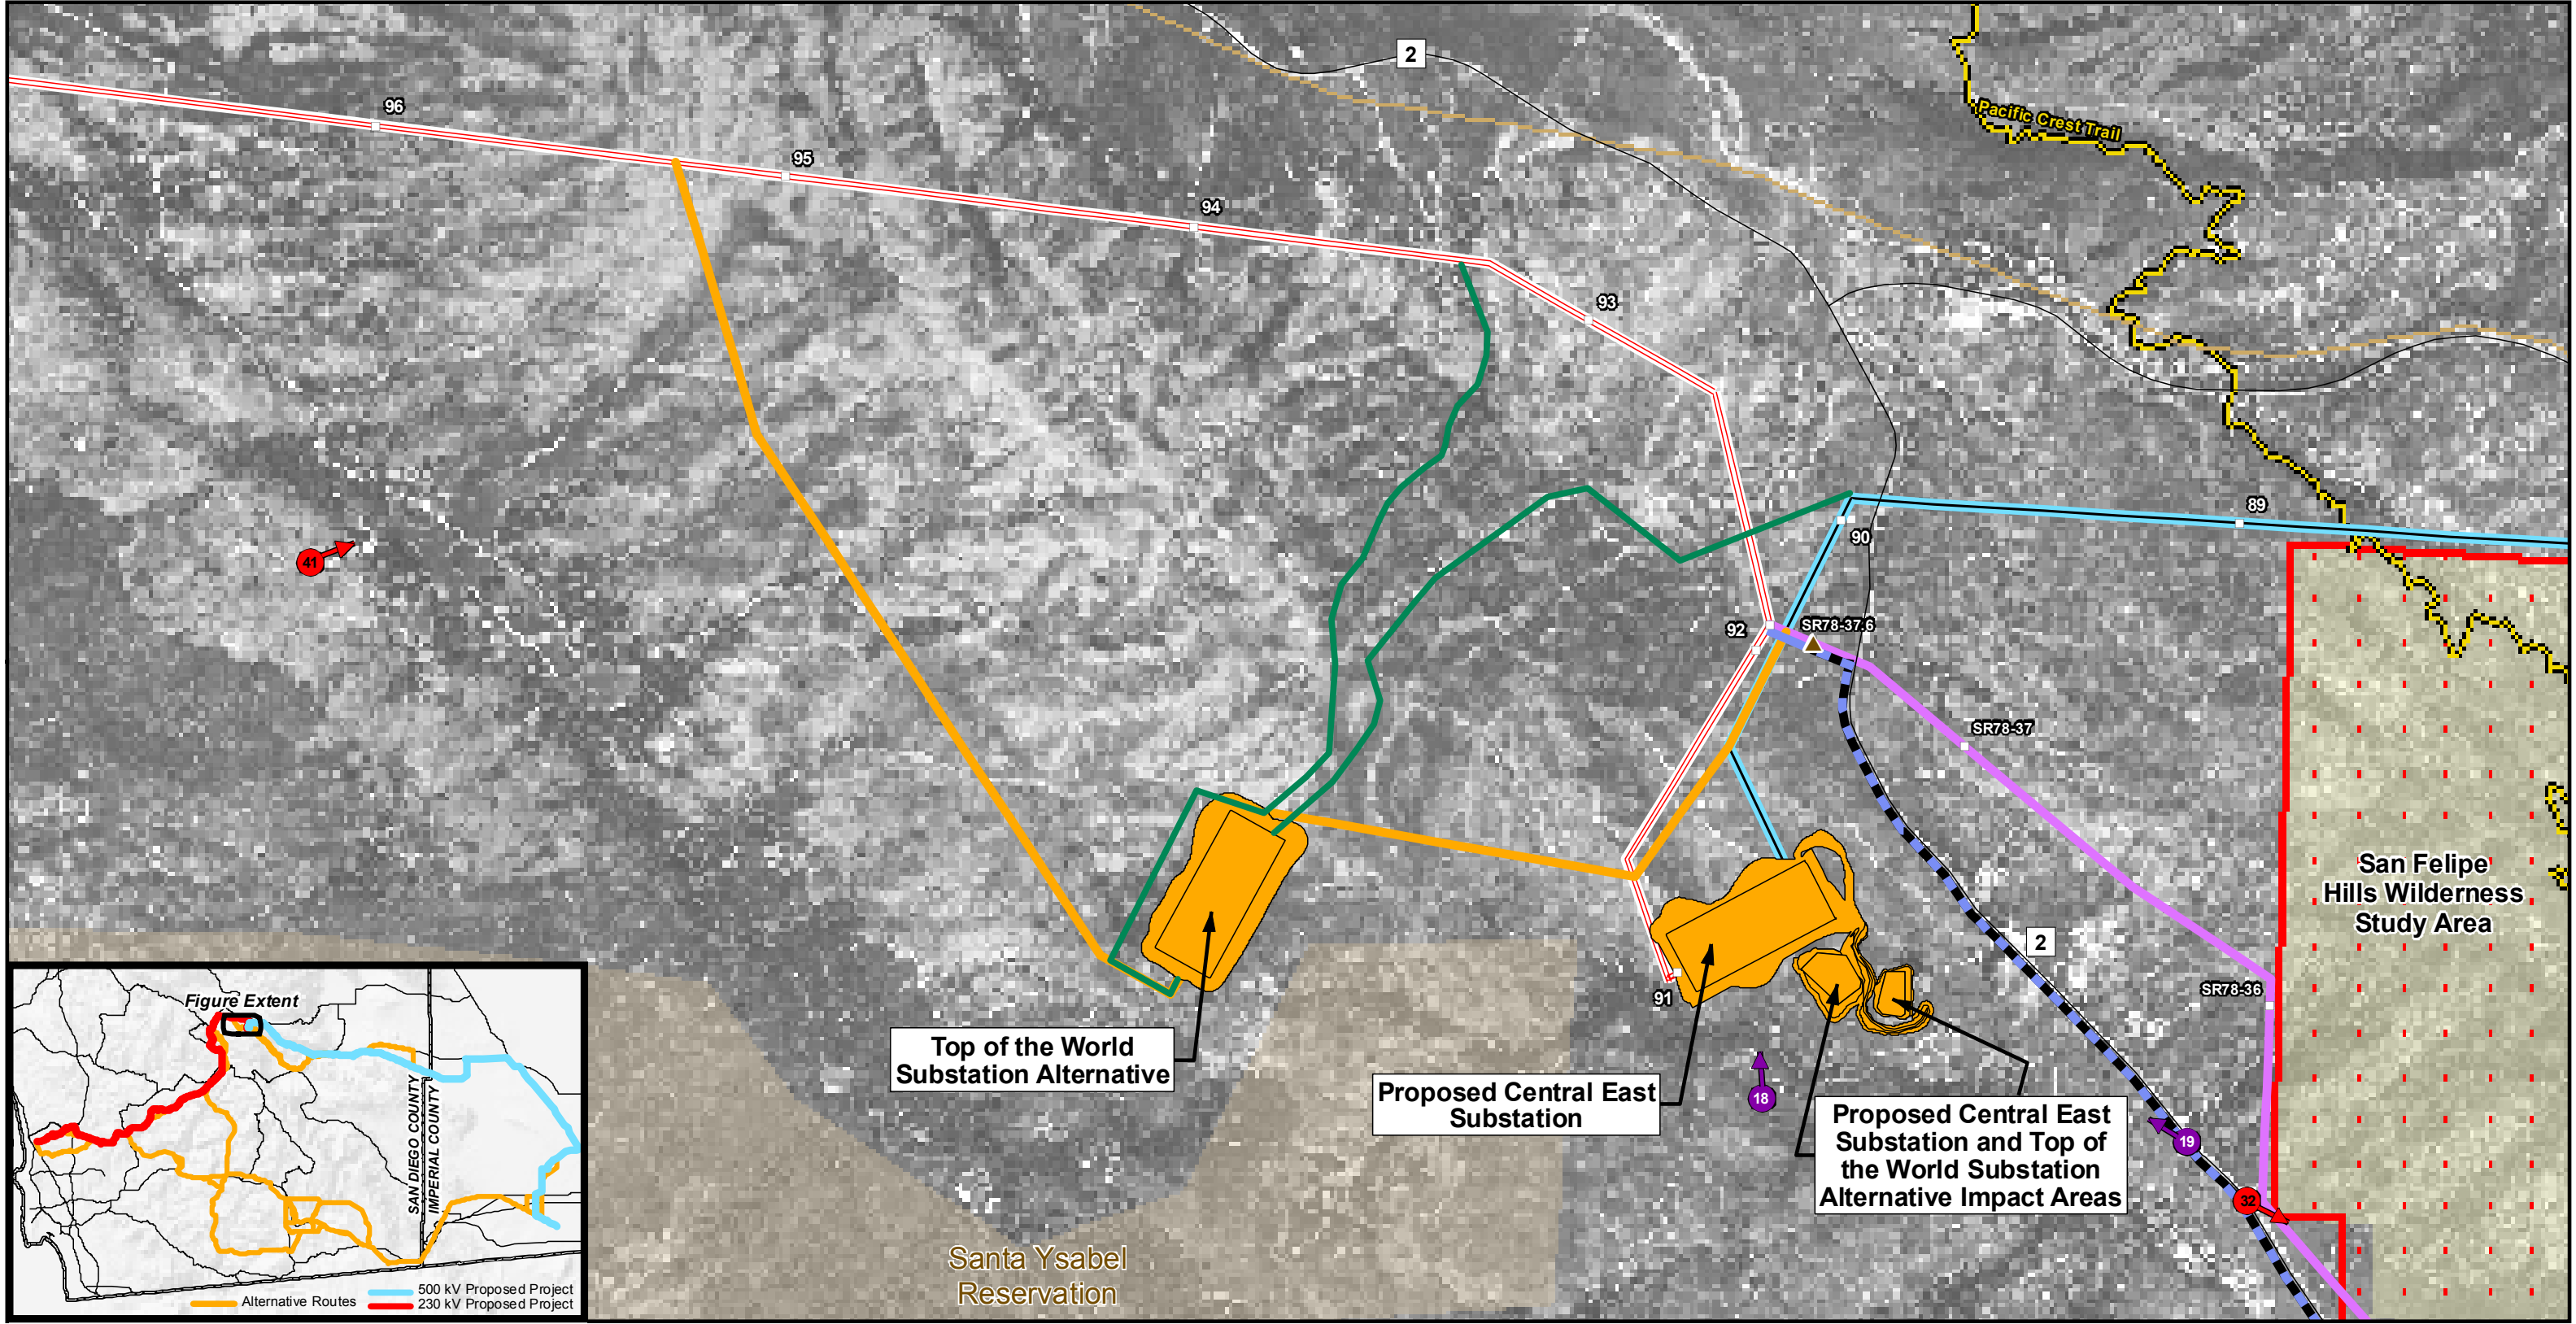 2
Pacific Crest Trail
96
95
94
93
89
90
41
92
SR78-37.6
SR78-37
San Felipe
Hills Wilderness
Study Area
2
SR78-36
91
Top of the World
Substation Alternative
Proposed Central East
Substation
18
Proposed Central East
Substation and Top of
the World Substation
Alternative Impact Areas
19
32
Santa Ysabel
Reservation
Figure Extent
SAN DIEGO COUNTY
IMPERIAL COUNTY
500 kV Proposed Project
Alternative Routes
230 kV Proposed Project